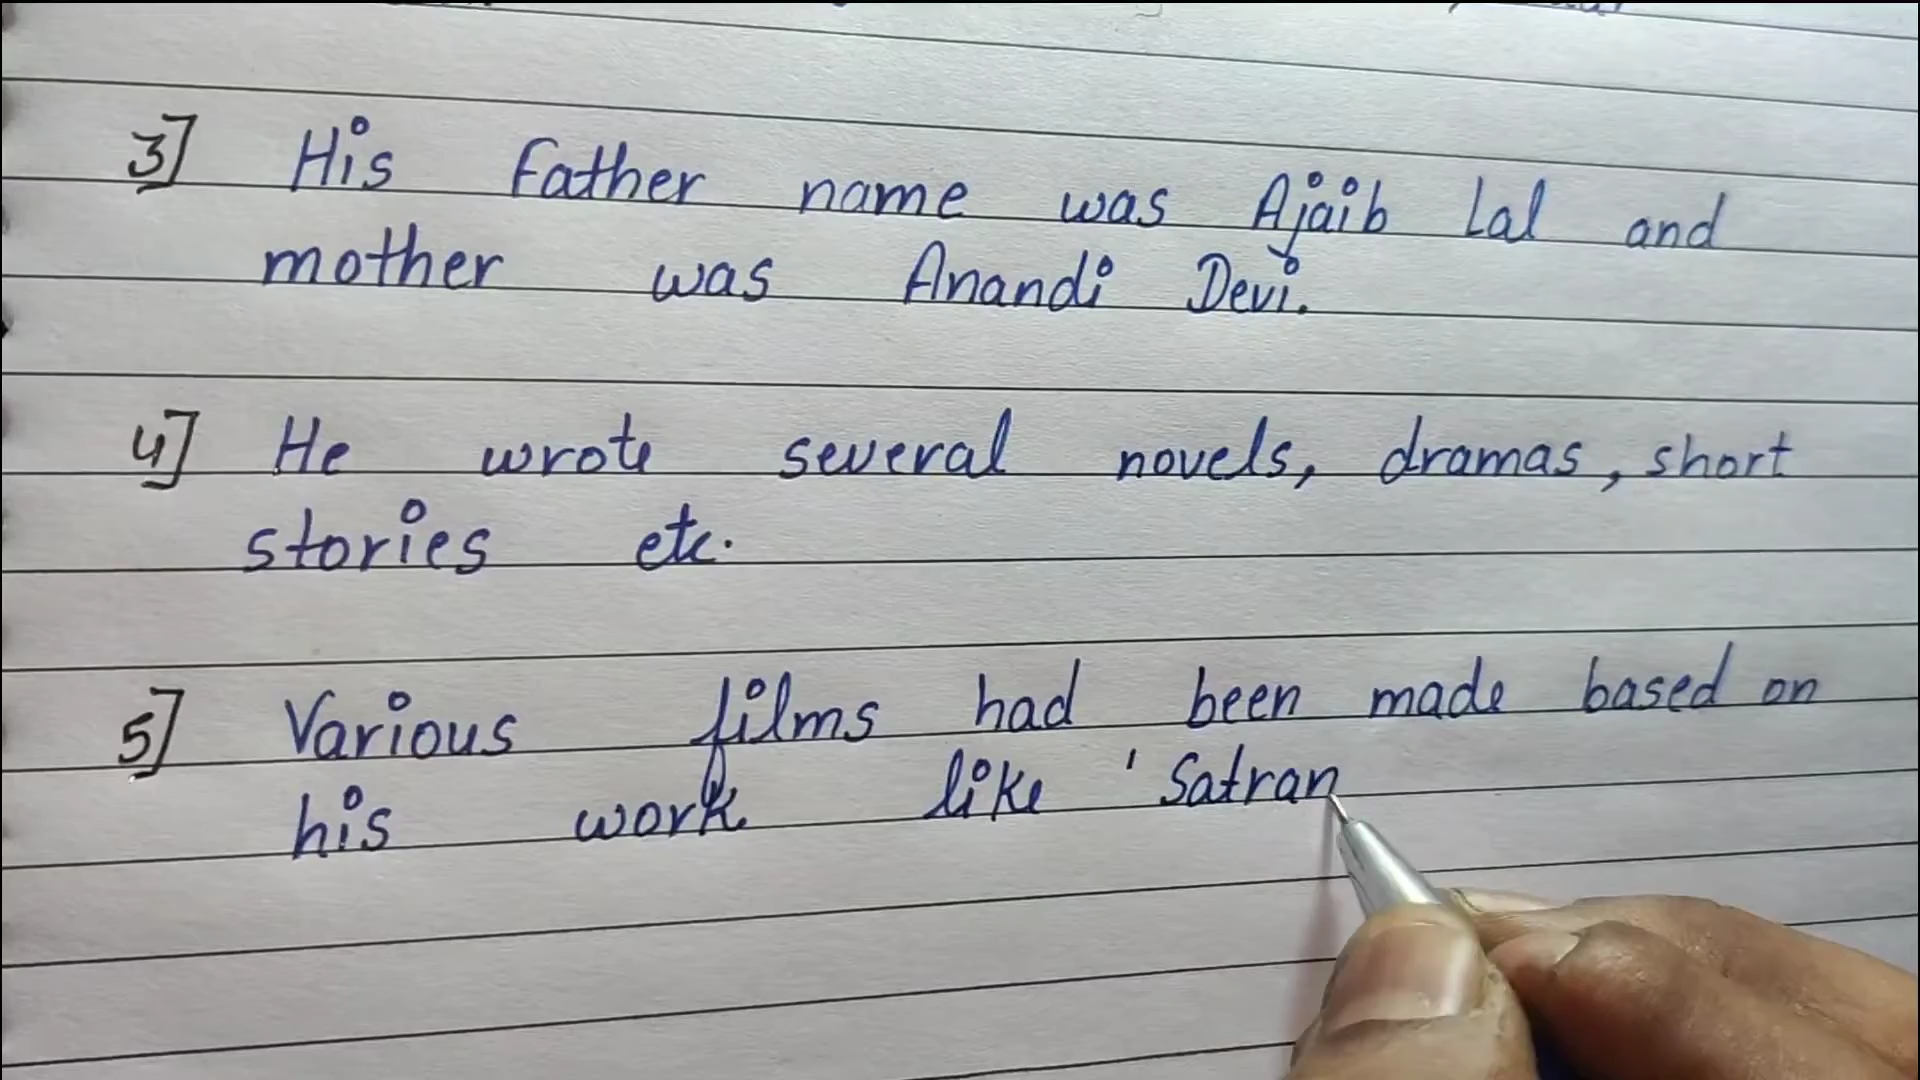 3] His Father name was Ajaib Lal and
mother was Anandi Devi.
4] He wrote several novels, dramas, short
stories etc.
5] Various films had been made based on
his work like 'Satran